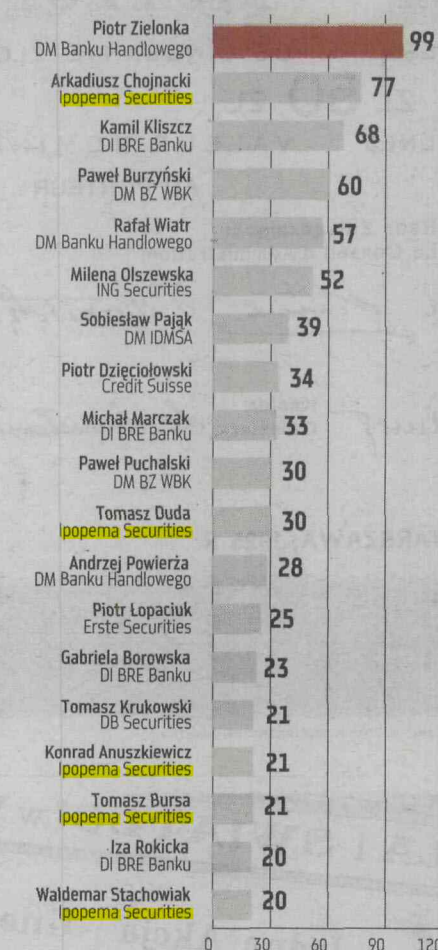 Piotr Zielonka
DM Banku Handlowego
99
Arkadiusz Chojnacki
Ipopema Securities
77
Kamil Kliszcz
DI BRE Banku
68
Paweł Burzyński
DM BZ WBK
60
Rafał Wiatr
DM Banku Handlowego
57
Milena Olszewska
ING Securities
52
Sobiesław Pająk
DM IDMSA
39
Piotr Dzięciołowski
Credit Suisse
34
Michał Marczak
DI BRE Banku
33
Paweł Puchalski
DM BZ WBK
30
Tomasz Duda
Ipopema Securities
30
Andrzej Powierża
DM Banku Handlowego
28
Piotr Łopaciuk
Erste Securities
25
Gabriela Borowska
DI BRE Banku
23
Tomasz Krukowski
DB Securities
21
Konrad Anuszkiewicz
Ipopema Securities
21
Tomasz Bursa
Ipopema Securities
21
Iza Rokicka
DI BRE Banku
20
Waldemar Stachowiak
Ipopema Securities
20
0 30 60 90 120